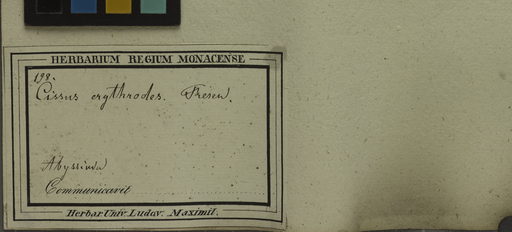 HERBARIUM REGIUM MONACENSE
198.
Cissus erythrodes. Fresen.
Abyssinia
Communicavit
Herbar Univ. Ludov. Maximil.